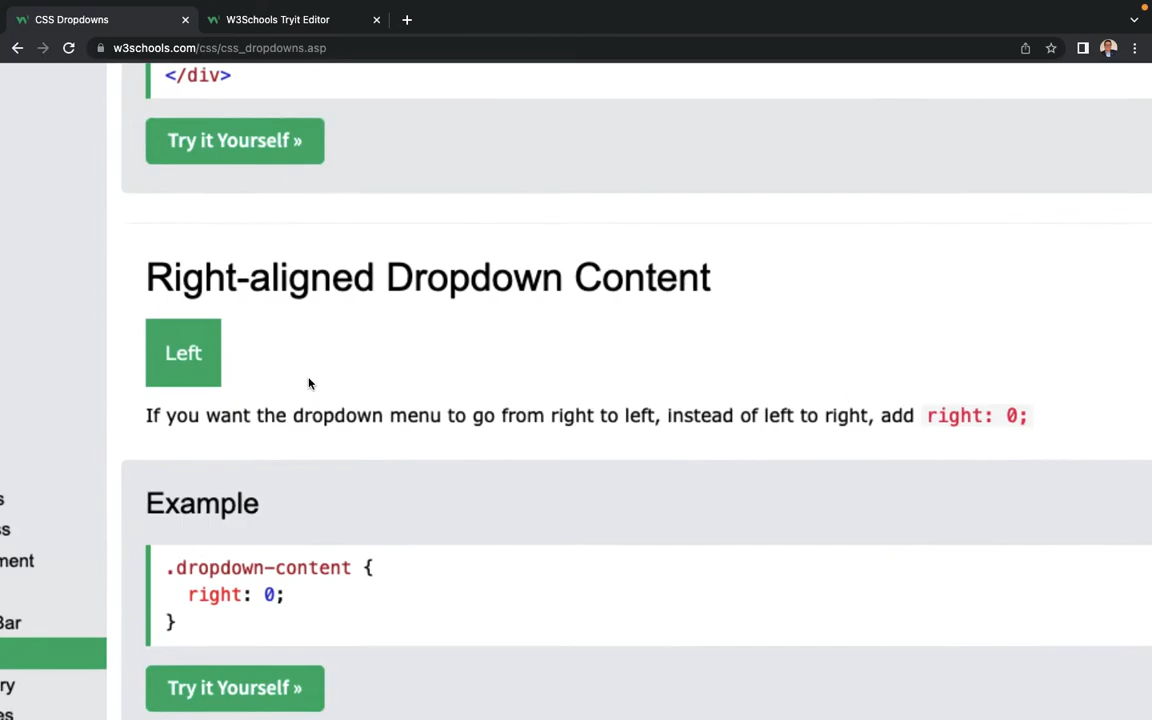 CSS Dropdowns
W3Schools Tryit Editor
w3schools.com/css/css_dropdowns.asp
</div>
Try it Yourself »
Right-aligned Dropdown Content
Left
If you want the dropdown menu to go from right to left, instead of left to right, add right: 0;
Example
.dropdown-content {
right: 0;
}
Try it Yourself »